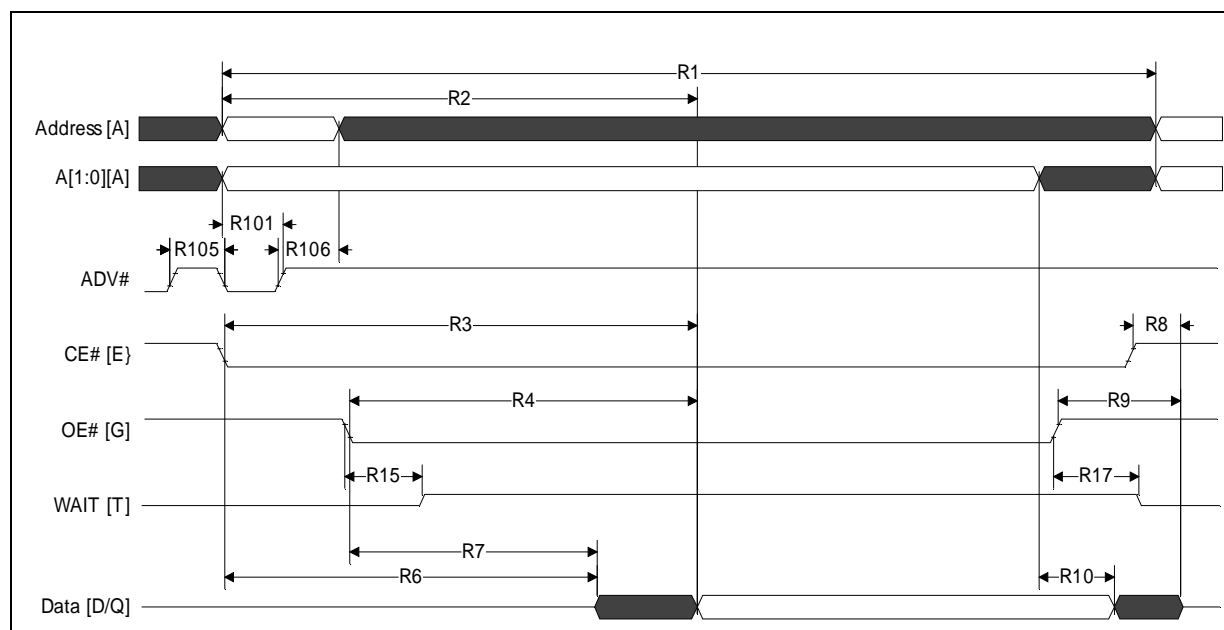 R1
R2
Address [A]
A[1:0][A]
R101
R105
R106
ADV#
R3
R8
CE# [E}
R4
R9
OE# [G]
R15
R17
WAIT [T]
R7
R6
R10
Data [D/Q]